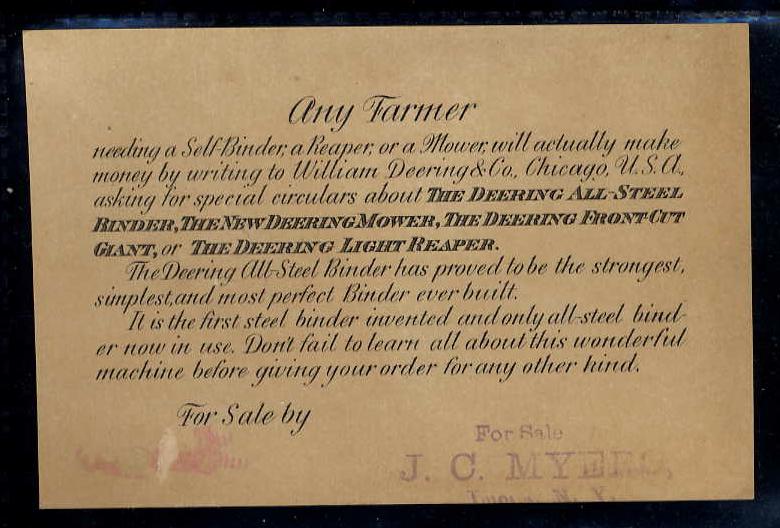 Any Farmer
needing a Self-Binder, a Reaper, or a Mower, will actually make
money by writing to William Deering & Co., Chicago, U.S.A.,
asking for special circulars about THE DEERING ALL-STEEL
BINDER, THE NEW DEERING MOWER, THE DEERING FRONT CUT
GIANT, or THE DEERING LIGHT REAPER.
The Deering All-Steel Binder has proved to be the strongest,
simplest, and most perfect Binder ever built.
It is the first steel binder invented and only all-steel bind-
er now in use. Don't fail to learn all about this wonderful
machine before giving your order for any other kind.
For Sale by
For Sale
J. C. MYERS,
N. Y.